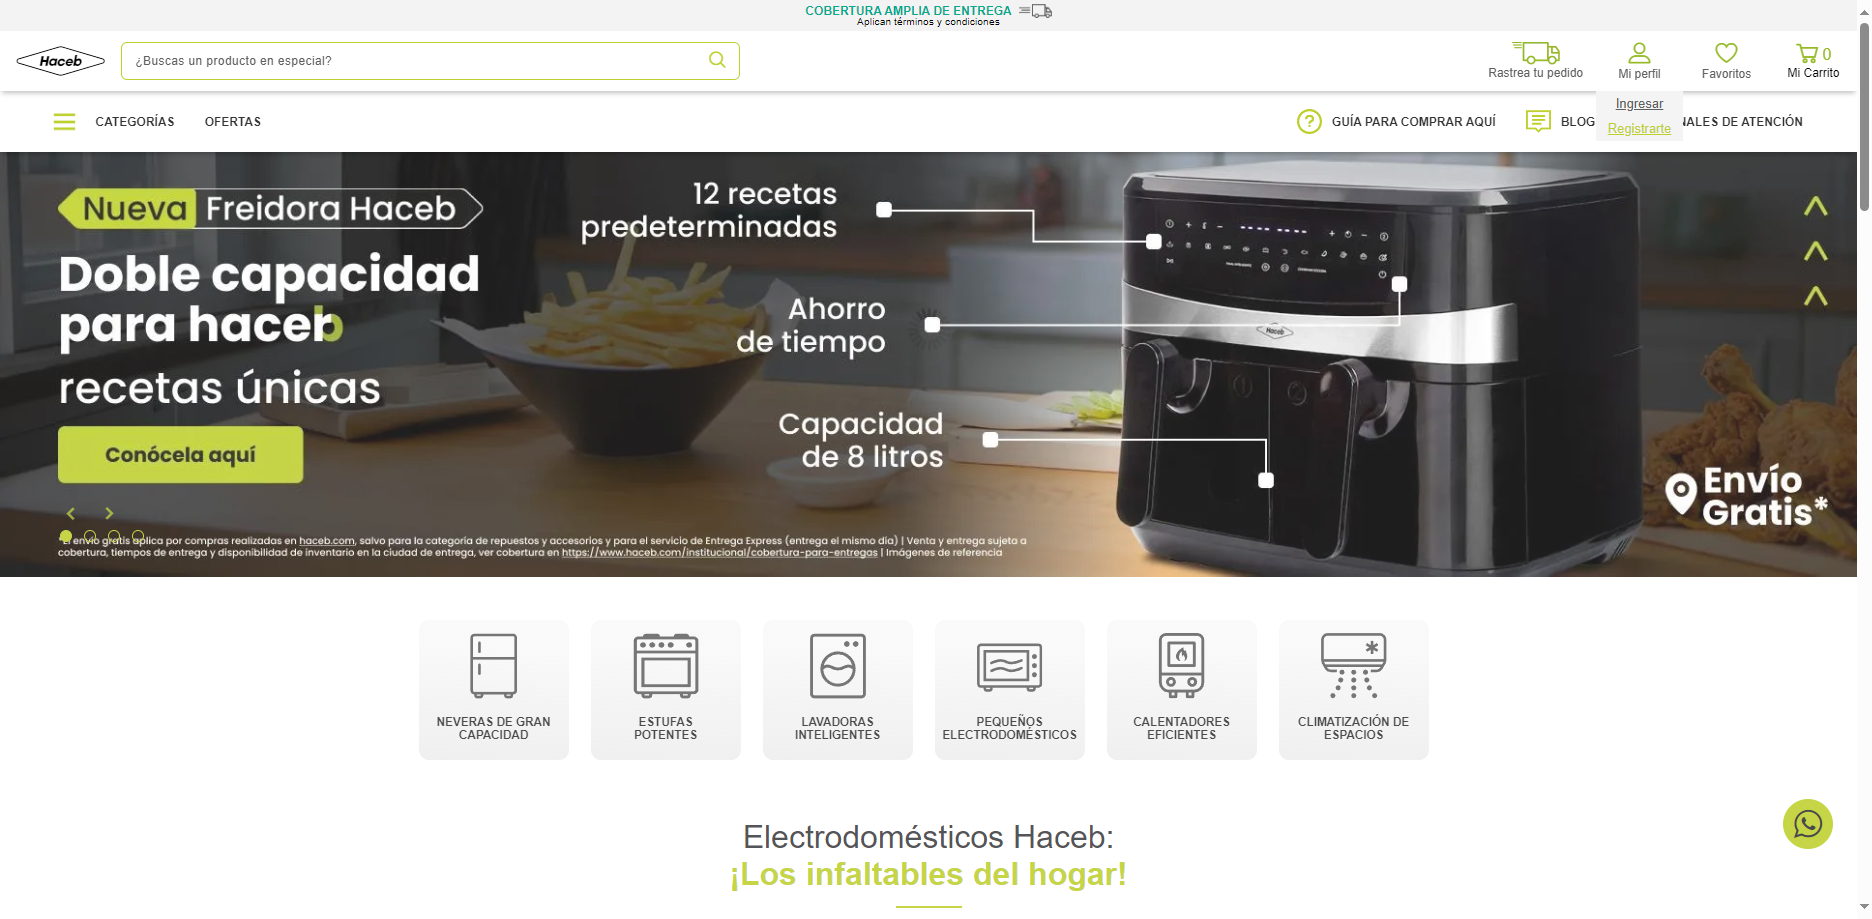 COBERTURA AMPLIA DE ENTREGA
Aplican términos y condiciones
Haceb
¿Buscas un producto en especial?
Rastrea tu pedido
Mi perfil
Favoritos
0
Mi Carrito
Ingresar
Registrarte
CATEGORÍAS
OFERTAS
GUÍA PARA COMPRAR AQUÍ
BLOG
NALES DE ATENCIÓN
Nueva Freidora Haceb
Doble capacidad
para haceb
recetas únicas
Conócela aquí
12 recetas
predeterminadas
Ahorro
de tiempo
Capacidad
de 8 litros
Haceb
Envío
Gratis*
*El envío gratis aplica por compras realizadas en haceb.com, salvo para la categoría de repuestos y accesorios y para el servicio de Entrega Express (entrega el mismo día) | Venta y entrega sujeta a
cobertura, tiempos de entrega y disponibilidad de inventario en la ciudad de entrega, ver cobertura en https://www.haceb.com/institucional/cobertura-para-entregas | Imágenes de referencia
NEVERAS DE GRAN
CAPACIDAD
ESTUFAS
POTENTES
LAVADORAS
INTELIGENTES
PEQUEÑOS
ELECTRODOMÉSTICOS
CALENTADORES
EFICIENTES
CLIMATIZACIÓN DE
ESPACIOS
Electrodomésticos Haceb:
¡Los infaltables del hogar!